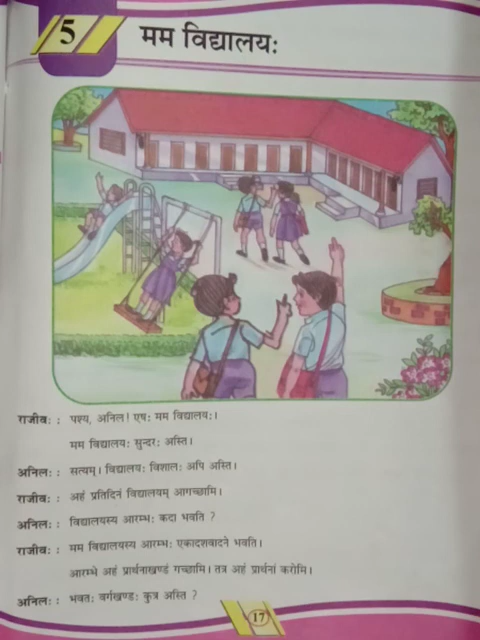 5
मम विद्यालयः
राजीवः : पश्य, अनिल! एषः मम विद्यालयः।
मम विद्यालयः सुन्दरः अस्ति।
अनिलः : सत्यम्। विद्यालयः विशालः अपि अस्ति।
राजीवः : अहं प्रतिदिनं विद्यालयम् आगच्छामि।
अनिलः : विद्यालयस्य आरम्भः कदा भवति ?
राजीवः : मम विद्यालयस्य आरम्भः एकादशवादने भवति।
आरम्भे अहं प्रार्थनाखण्डं गच्छामि। तत्र अहं प्रार्थनां करोमि।
अनिलः : भवतः वर्गखण्डः कुत्र अस्ति ?
17